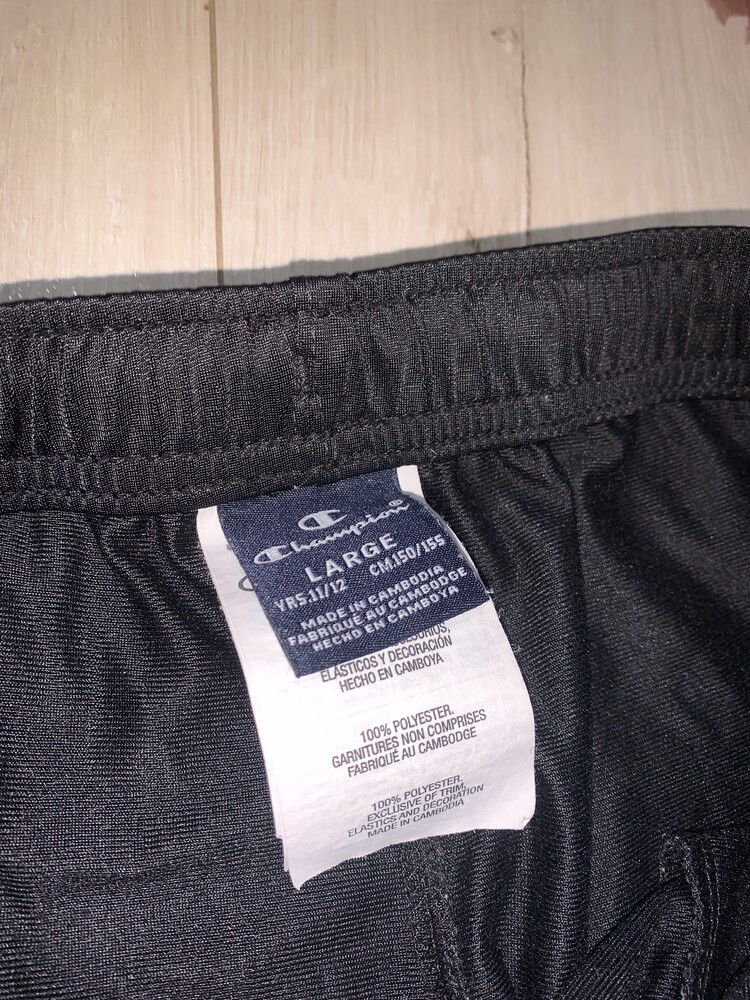 Champion®
LARGE
YRS.11/12 CM.150/155
MADE IN CAMBODIA
FABRIQUÉ AU CAMBODGE
HECHO EN CAMBOYA
ELÁSTICOS Y DECORACIÓN
HECHO EN CAMBOYA
100% POLYESTER.
GARNITURES NON COMPRISES
FABRIQUÉ AU CAMBODGE
100% POLYESTER,
EXCLUSIVE OF TRIM,
ELASTICS AND DECORATION
MADE IN CAMBODIA